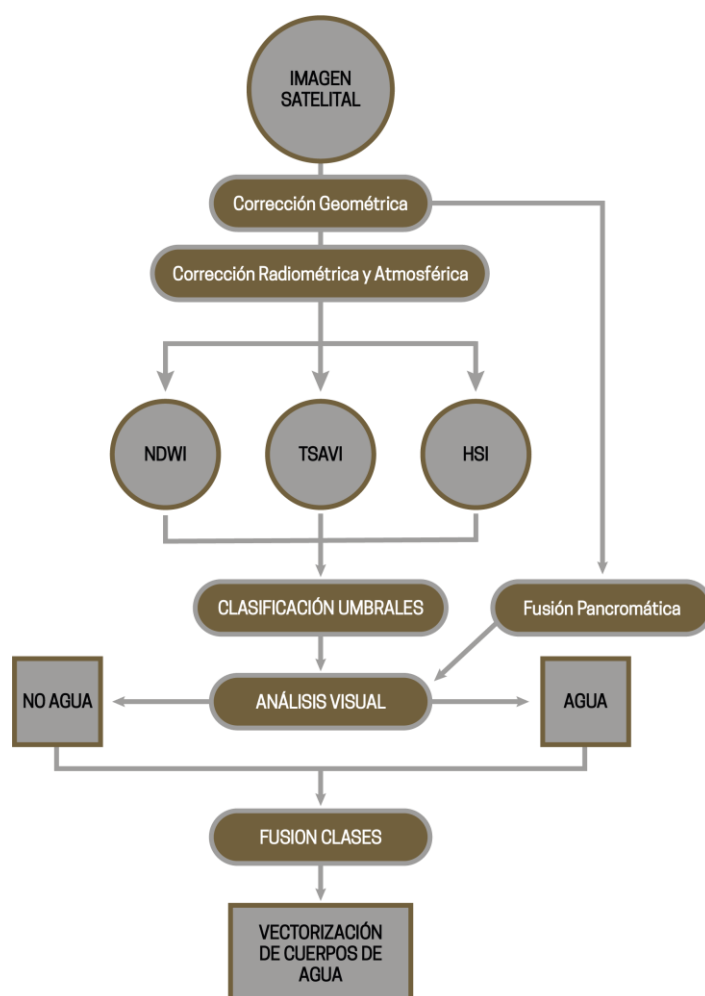 IMAGEN
SATELITAL
Corrección Geométrica
Corrección Radiométrica y Atmosférica
NDWI
TSAVI
HSI
CLASIFICACIÓN UMBRALES
Fusión Pancromática
NO AGUA
ANÁLISIS VISUAL
AGUA
FUSION CLASES
VECTORIZACIÓN
DE CUERPOS DE
AGUA